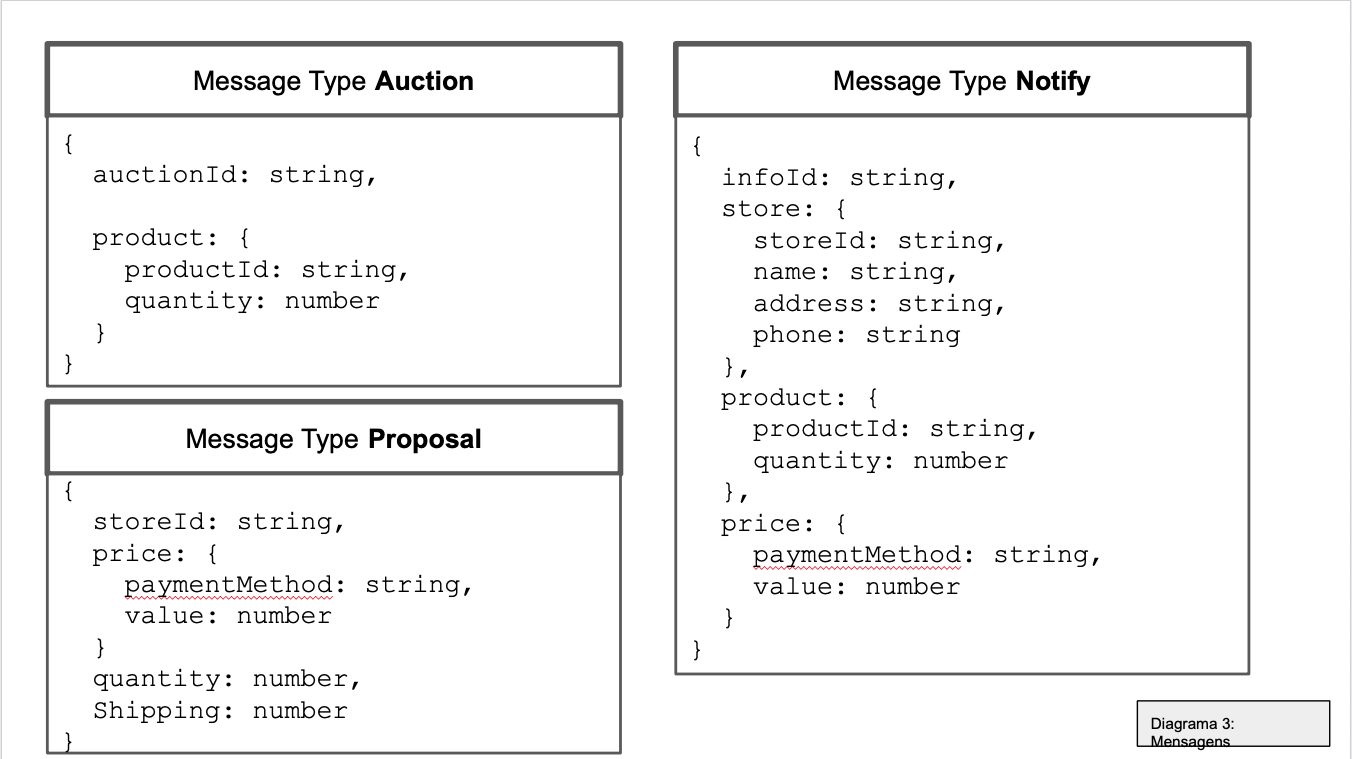 Message Type Auction
{
auctionId: string,
product: {
productId: string,
quantity: number
}
}
Message Type Proposal
{
storeId: string,
price: {
paymentMethod: string,
value: number
}
quantity: number,
Shipping: number
}
Message Type Notify
{
infoId: string,
store: {
storeId: string,
name: string,
address: string,
phone: string
},
product: {
productId: string,
quantity: number
},
price: {
paymentMethod: string,
value: number
}
}
Diagrama 3:
Mensagens